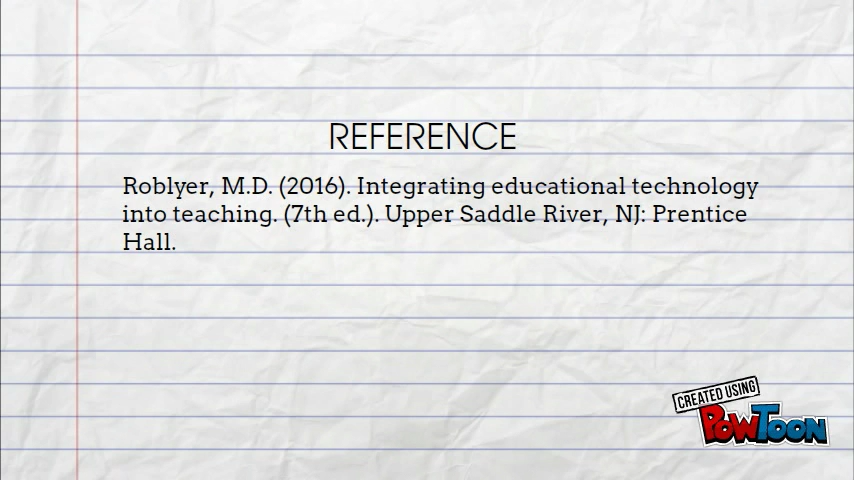 REFERENCE
Roblyer, M.D. (2016). Integrating educational technology
into teaching. (7th ed.). Upper Saddle River, NJ: Prentice
Hall.
CREATED USING
POWTOON